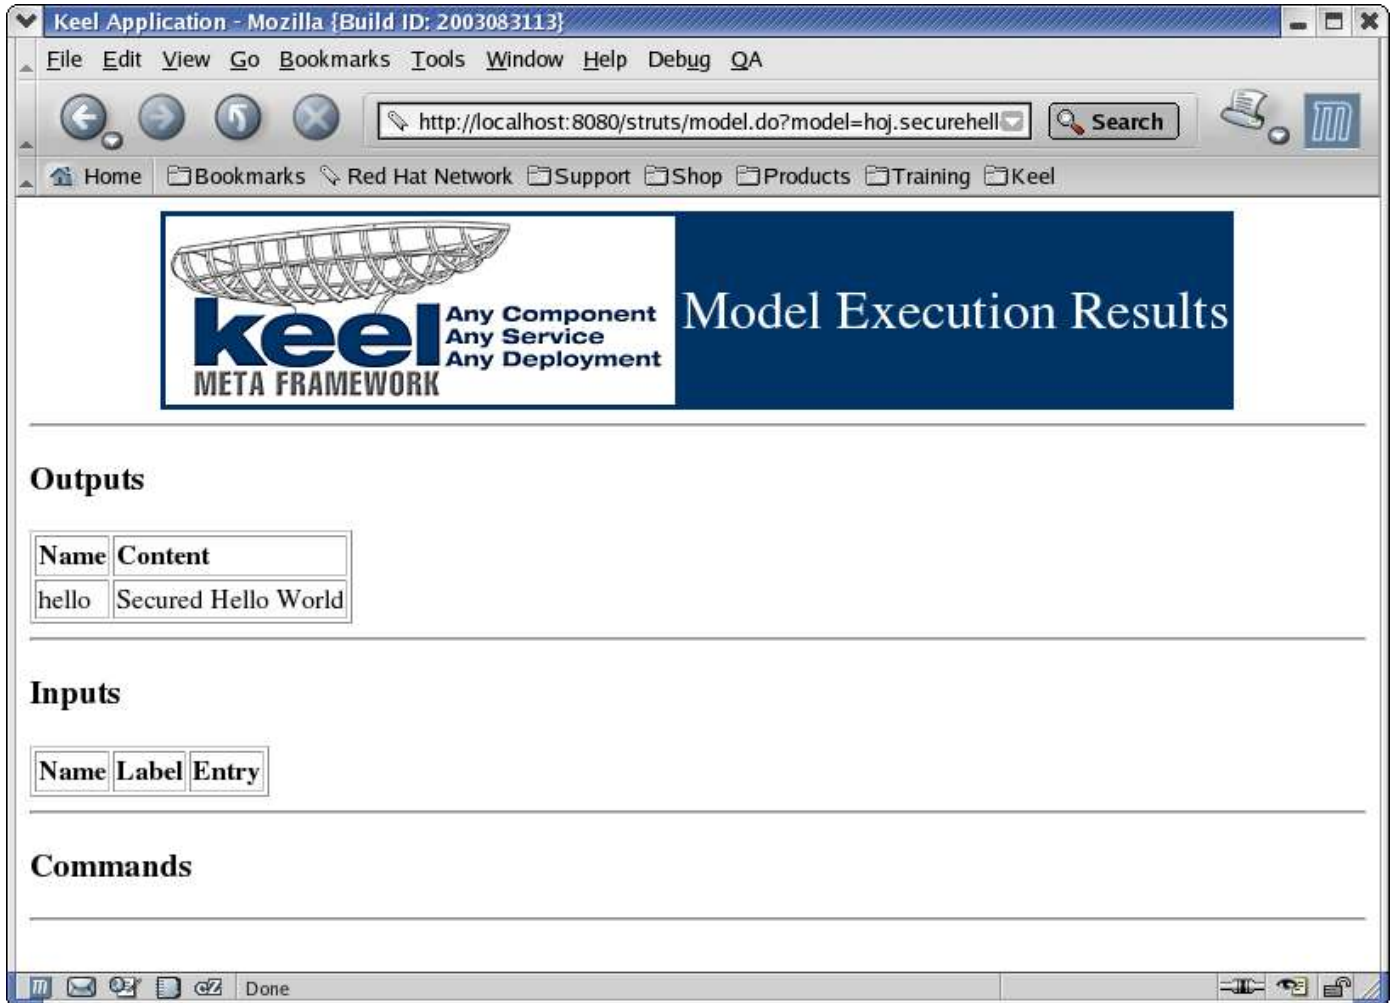 Keel Application - Mozilla {Build ID: 2003083113}
File Edit View Go Bookmarks Tools Window Help Debug QA
http://localhost:8080/struts/model.do?model=hoj.securehell Search
Home Bookmarks Red Hat Network Support Shop Products Training Keel
keel
META FRAMEWORK
Any Component
Any Service
Any Deployment
Model Execution Results
Outputs
Name Content
hello Secured Hello World
Inputs
Name Label Entry
Commands
Done